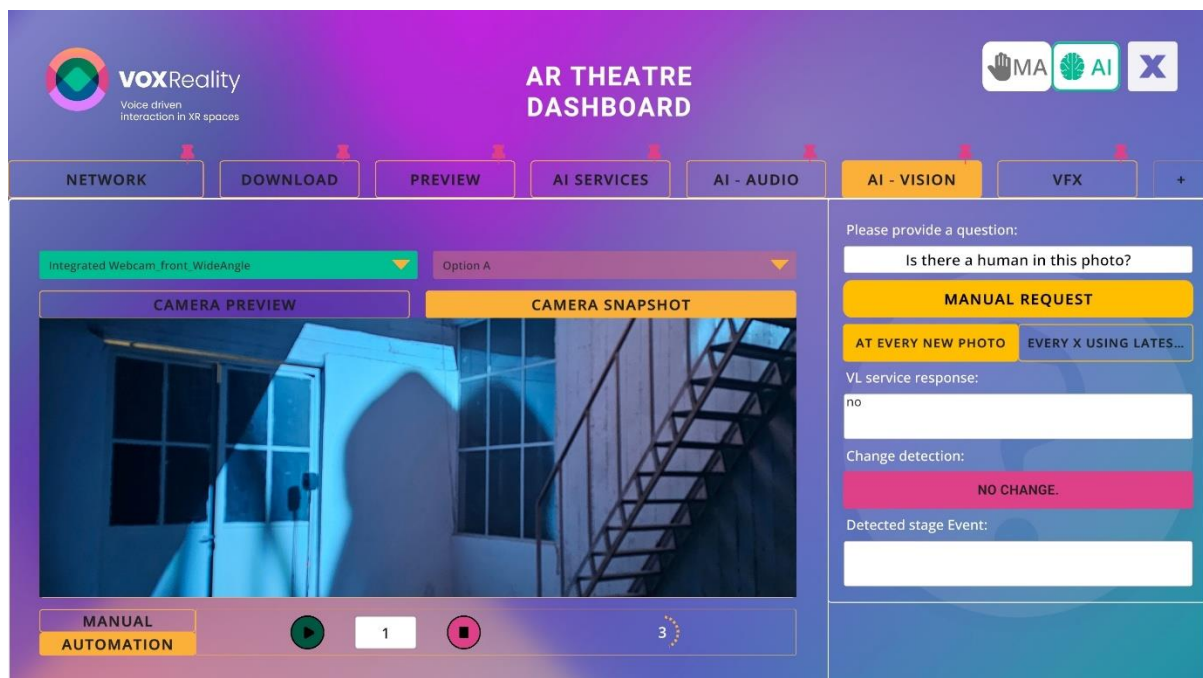 VOXReality
Voice driven
interaction in XR spaces
AR THEATRE
DASHBOARD
MA
AI
X
NETWORK
DOWNLOAD
PREVIEW
AI SERVICES
AI - AUDIO
AI - VISION
VFX
+
Integrated Webcam_front_WideAngle
Option A
CAMERA PREVIEW
CAMERA SNAPSHOT
MANUAL
AUTOMATION
1
3
Please provide a question:
Is there a human in this photo?
MANUAL REQUEST
AT EVERY NEW PHOTO
EVERY X USING LATES...
VL service response:
no
Change detection:
NO CHANGE.
Detected stage Event: